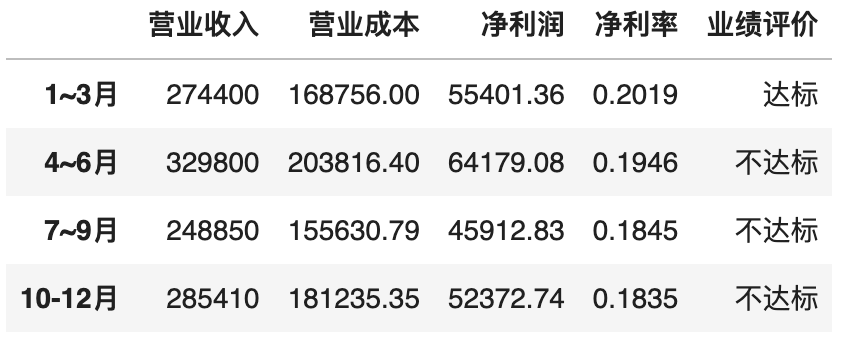 营业收入 营业成本 净利润 净利率 业绩评价
1~3月 274400 168756.00 55401.36 0.2019 达标
4~6月 329800 203816.40 64179.08 0.1946 不达标
7~9月 248850 155630.79 45912.83 0.1845 不达标
10-12月 285410 181235.35 52372.74 0.1835 不达标